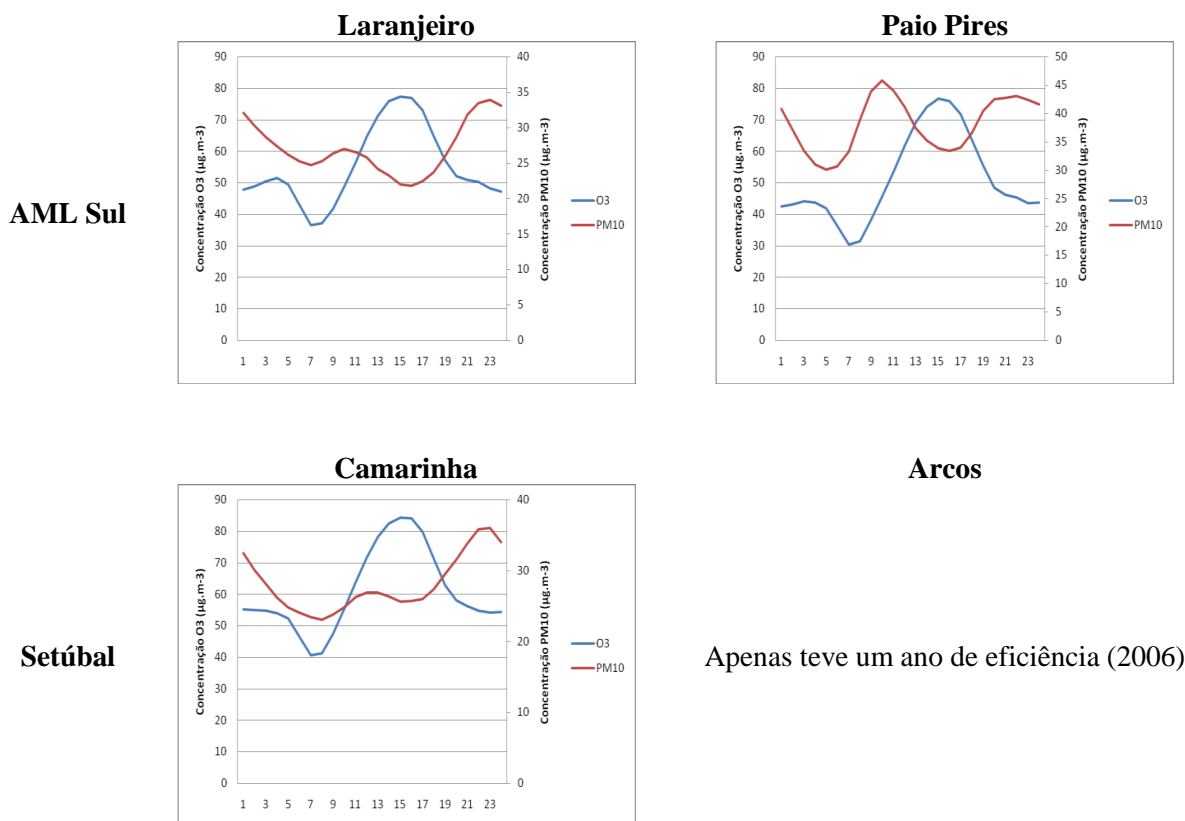 Laranjeiro
Paio Pires
AML Sul
Concentração O3 (µg.m-3)
90
80
70
60
50
40
30
20
10
0
1 3 5 7 9 11 13 15 17 19 21 23
40
35
30
25
20
15
10
5
0
Concentração PM10 (µg.m-3)
O3
PM10
Concentração O3 (µg.m-3)
90
80
70
60
50
40
30
20
10
0
1 3 5 7 9 11 13 15 17 19 21 23
50
45
40
35
30
25
20
15
10
5
0
Concentração PM10 (µg.m-3)
O3
PM10
Camarinha
Arcos
Setúbal
Concentração O3 (µg.m-3)
90
80
70
60
50
40
30
20
10
0
1 3 5 7 9 11 13 15 17 19 21 23
40
30
20
10
0
Concentração PM10 (µg.m-3)
O3
PM10
Apenas teve um ano de eficiência (2006)